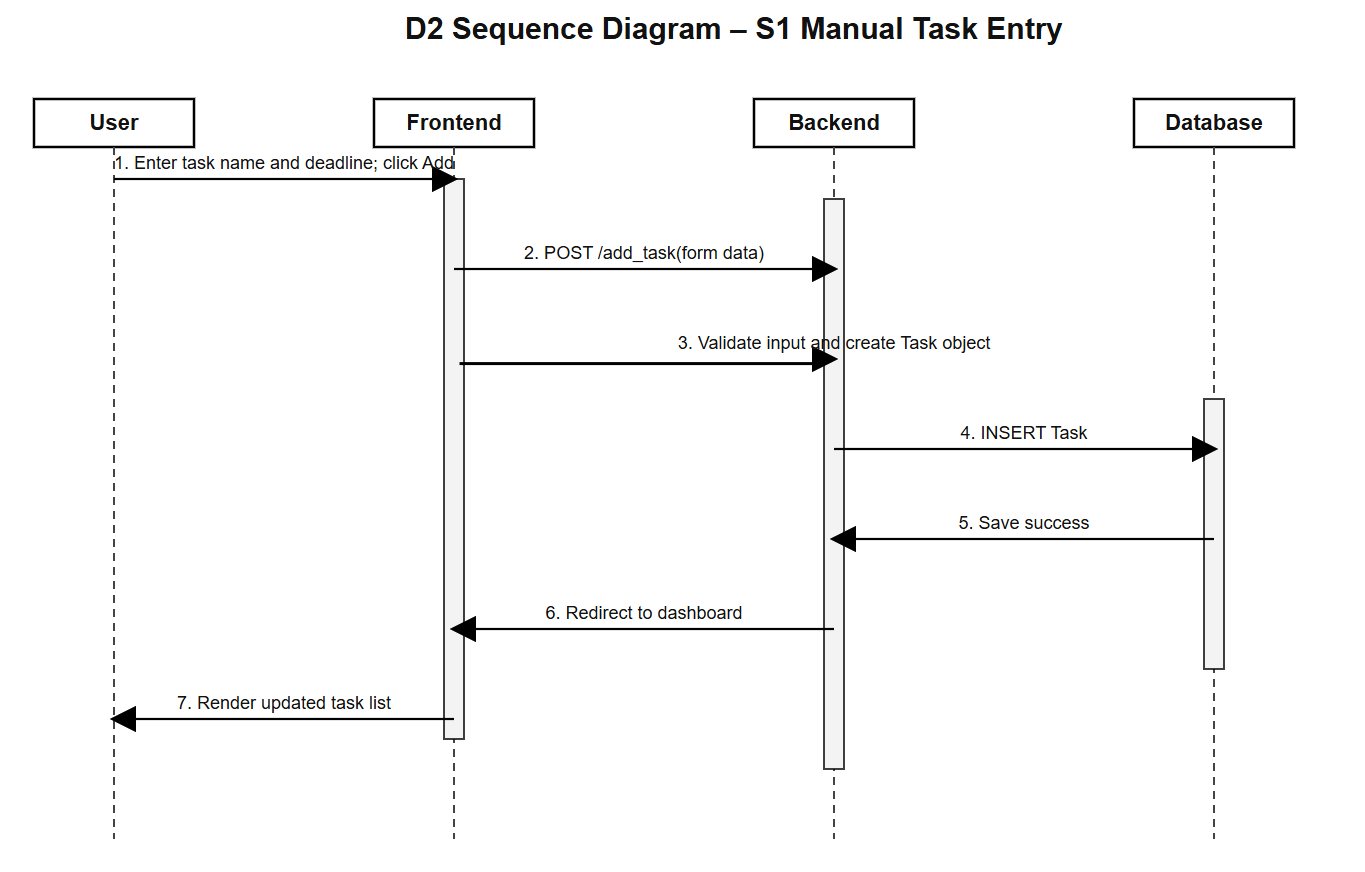 D2 Sequence Diagram – S1 Manual Task Entry
User
Frontend
Backend
Database
1. Enter task name and deadline; click Add
2. POST /add_task(form data)
3. Validate input and create Task object
4. INSERT Task
5. Save success
6. Redirect to dashboard
7. Render updated task list